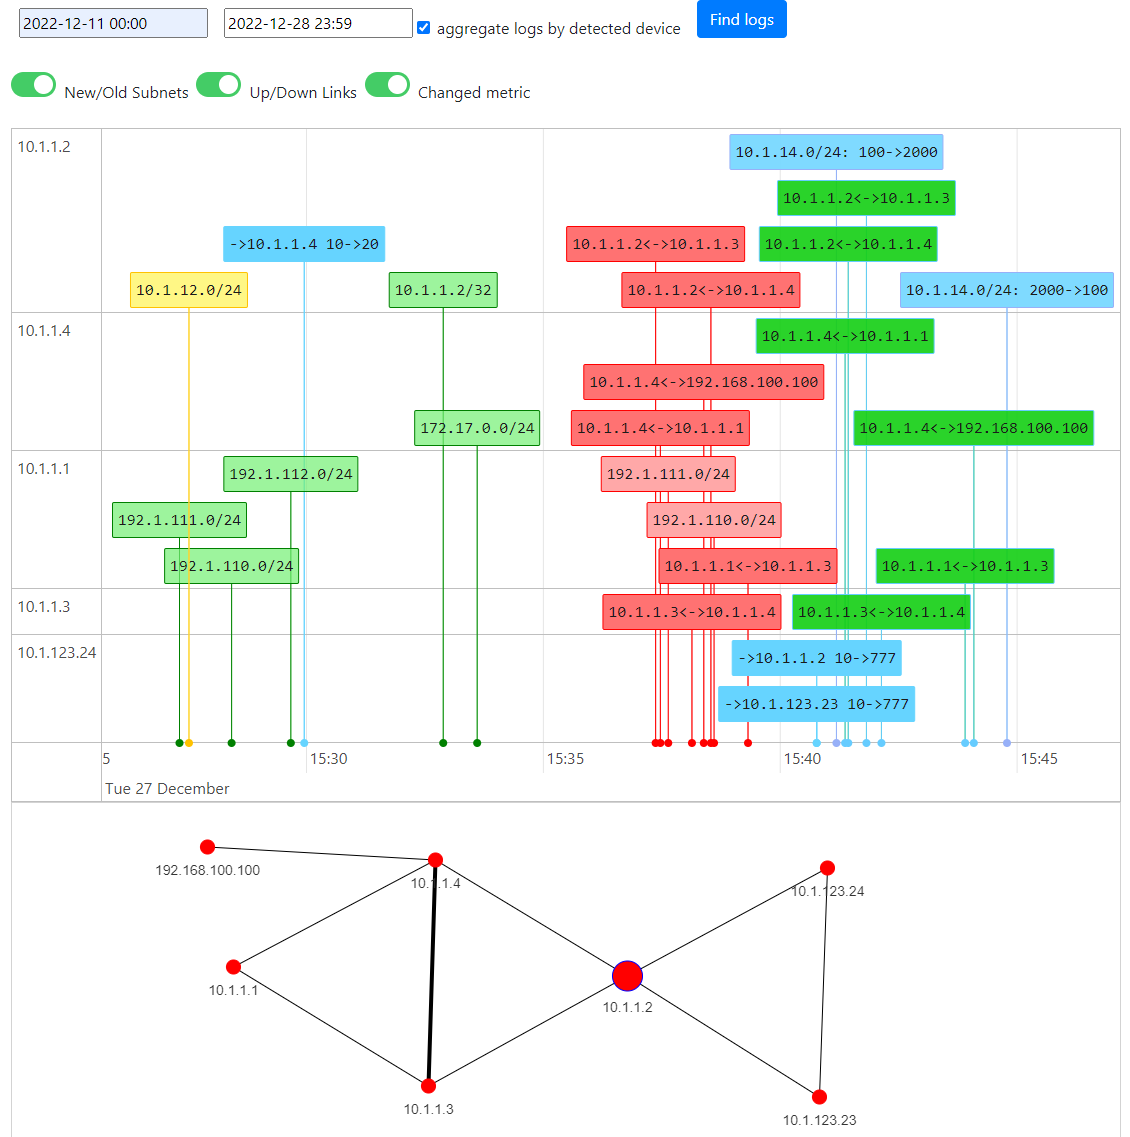 2022-12-11 00:00 2022-12-28 23:59 aggregate logs by detected device Find logs
New/Old Subnets Up/Down Links Changed metric
10.1.1.2
10.1.14.0/24: 100->2000
10.1.1.2<->10.1.1.3
->10.1.1.4 10->20 10.1.1.2<->10.1.1.3 10.1.1.2<->10.1.1.4
10.1.12.0/24 10.1.1.2/32 10.1.1.2<->10.1.1.4 10.1.14.0/24: 2000->100
10.1.1.4
10.1.1.4<->10.1.1.1
10.1.1.4<->192.168.100.100
172.17.0.0/24 10.1.1.4<->10.1.1.1 10.1.1.4<->192.168.100.100
10.1.1.1
192.1.112.0/24 192.1.111.0/24
192.1.111.0/24 192.1.110.0/24
192.1.110.0/24 10.1.1.1<->10.1.1.3 10.1.1.1<->10.1.1.3
10.1.1.3 10.1.1.3<->10.1.1.4 10.1.1.3<->10.1.1.4
10.1.123.24
->10.1.1.2 10->777
->10.1.123.23 10->777
5 15:30 15:35 15:40 15:45
Tue 27 December
192.168.100.100
10.1.1.4
10.1.123.24
10.1.1.1
10.1.1.2
10.1.1.3
10.1.123.23